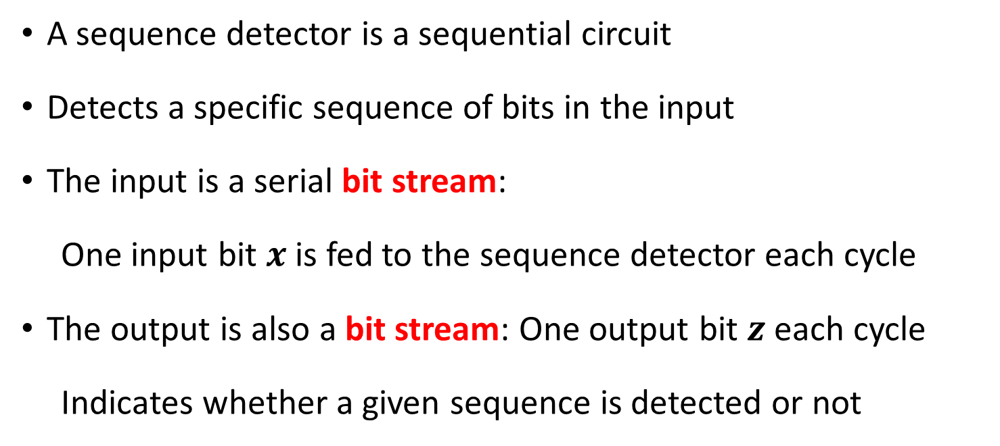 • A sequence detector is a sequential circuit
• Detects a specific sequence of bits in the input
• The input is a serial bit stream:
One input bit x is fed to the sequence detector each cycle
• The output is also a bit stream: One output bit z each cycle
Indicates whether a given sequence is detected or not